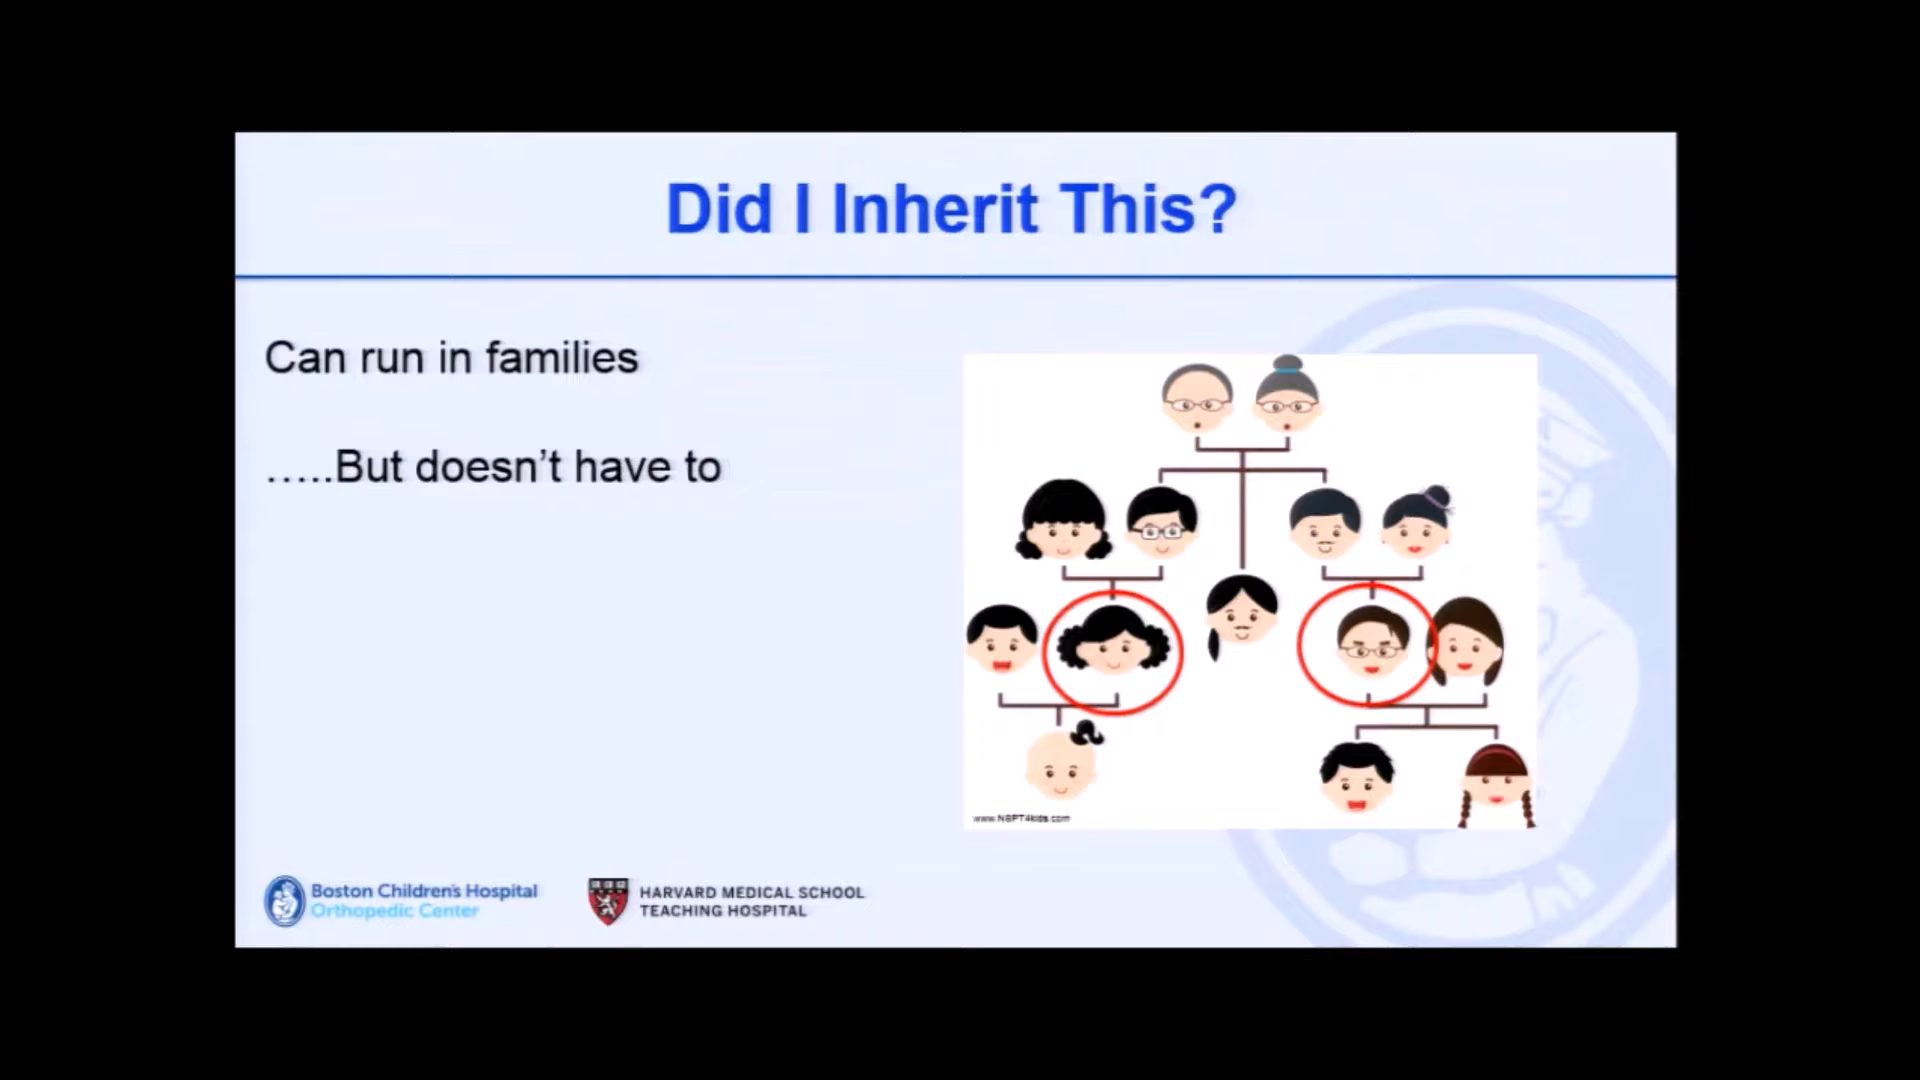 Did I Inherit This?
Can run in families
.....But doesn't have to
www.NSPT4kids.com
Boston Children's Hospital
Orthopedic Center
HARVARD MEDICAL SCHOOL
TEACHING HOSPITAL